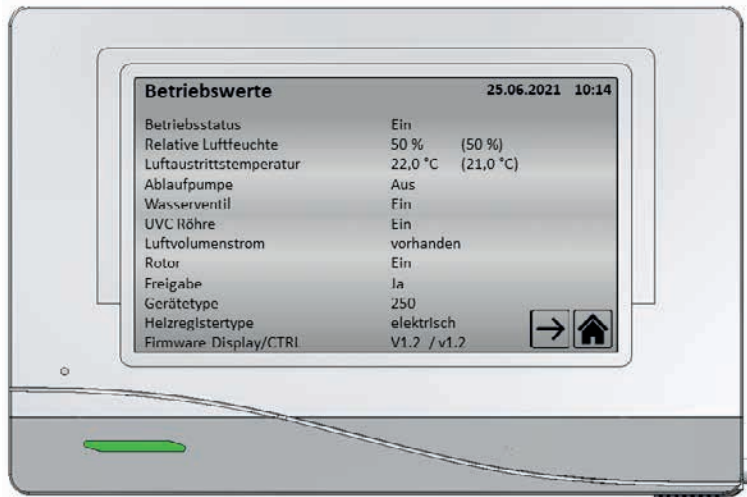 Betriebswerte 25.06.2021 10:14
Betriebsstatus Ein
Relative Luftfeuchte 50 % (50 %)
Luftaustrittstemperatur 22,0 °C (21,0 °C)
Ablaufpumpe Aus
Wasserventil Ein
UVC Röhre Ein
Luftvolumenstrom vorhanden
Rotor Ein
Freigabe Ja
Gerätetype 250
Heizregistertype elektrisch
Firmware Display/CTRL V1.2 / v1.2